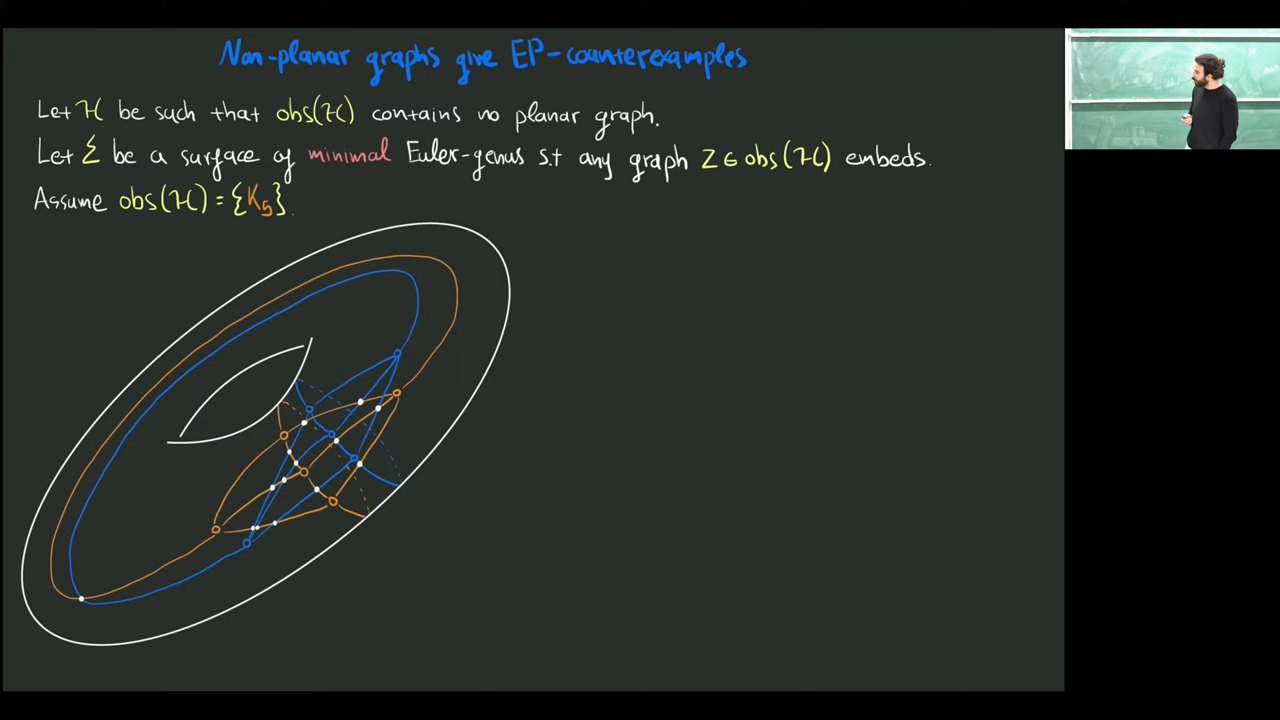 Non-planar graphs give EP-counterexamples
Let ℋ be such that obs(ℋ) contains no planar graph.
Let Σ be a surface of minimal Euler-genus s.t any graph Z ∈ obs(ℋ) embeds.
Assume obs(ℋ) = {K₅}.